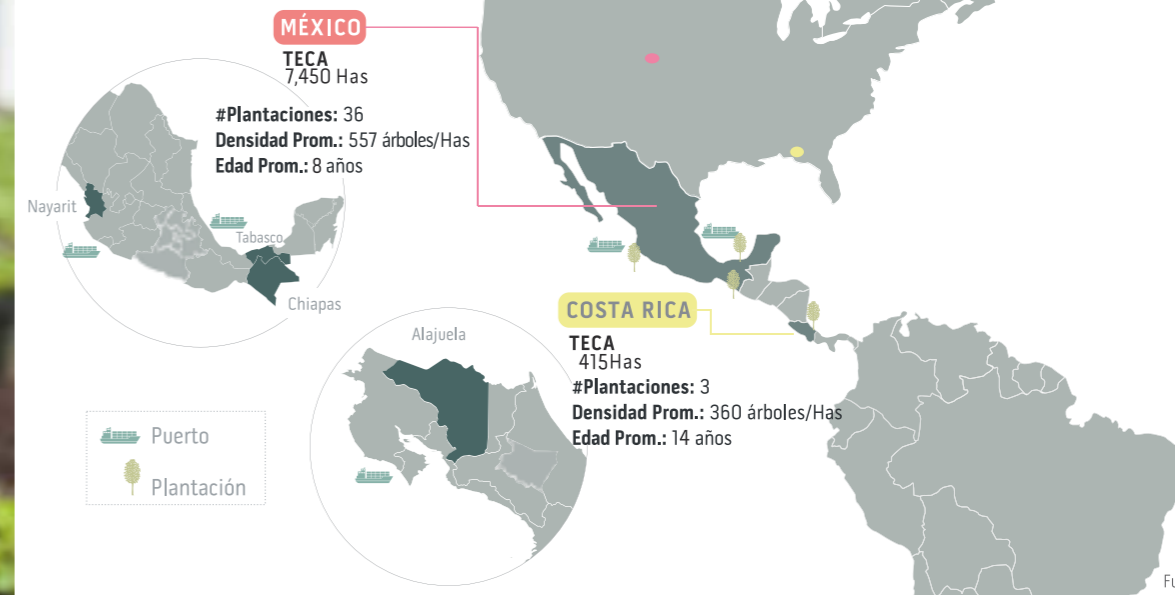 MÉXICO
TECA
7,450 Has
#Plantaciones: 36
Densidad Prom.: 557 árboles/Has
Edad Prom.: 8 años
Nayarit
Tabasco
Chiapas
COSTA RICA
TECA
415Has
#Plantaciones: 3
Densidad Prom.: 360 árboles/Has
Edad Prom.: 14 años
Alajuela
Puerto
Plantación